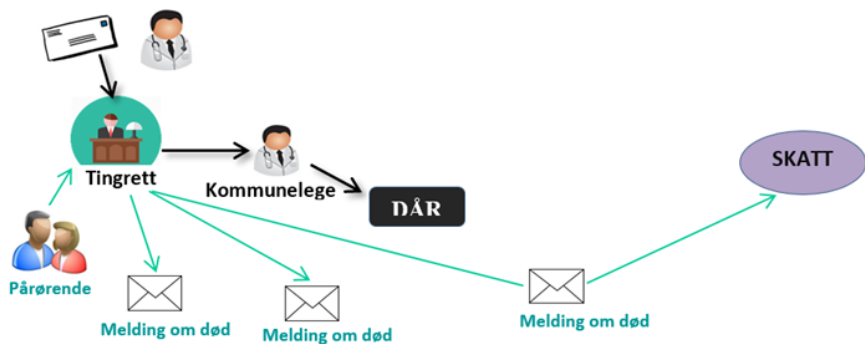 Tingrett
Kommunelege
DÅR
SKATT
Pårørende
Melding om død
Melding om død
Melding om død